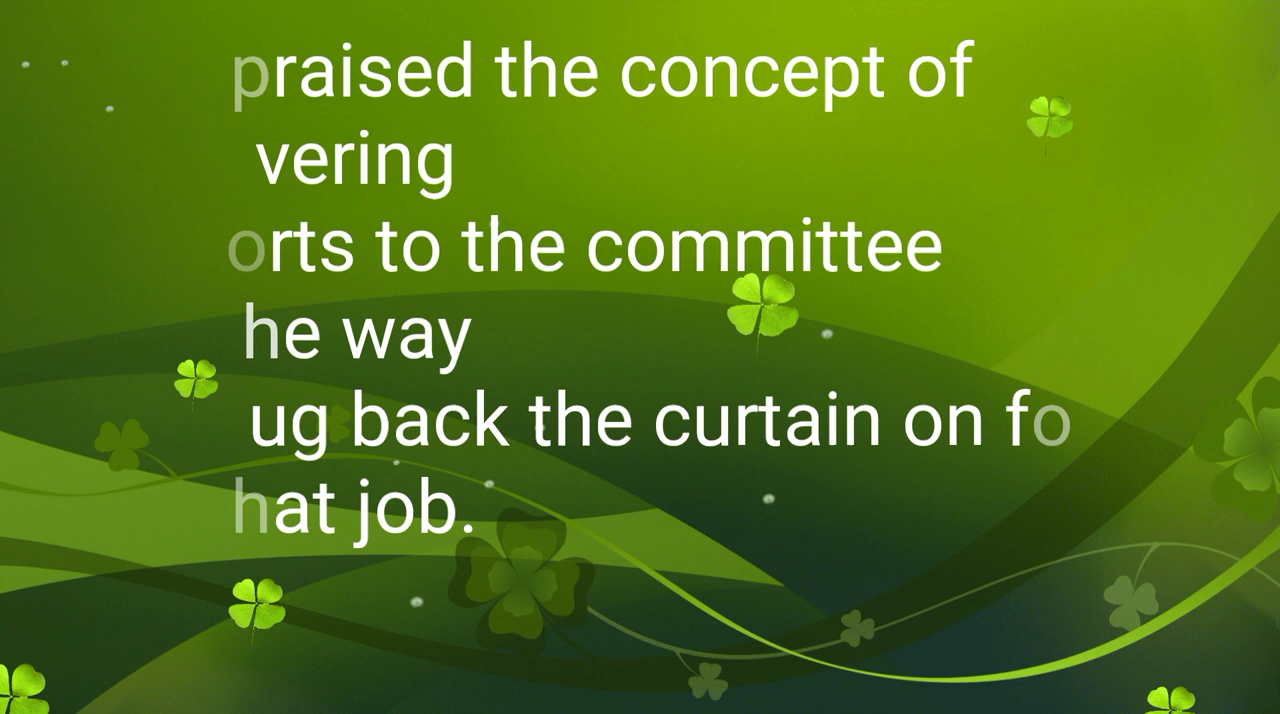 praised the concept of
vering
orts to the committee
he way
ug back the curtain on fo
hat job.